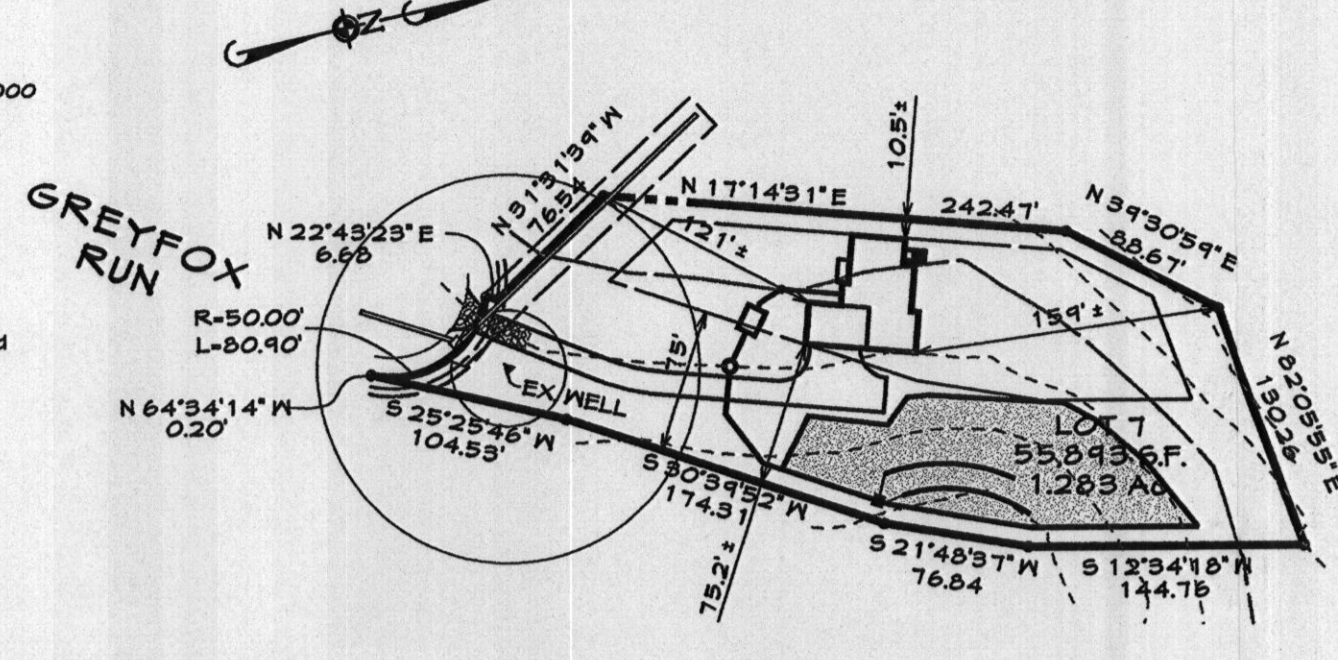 N
000
GREYFOX
RUN
N 31°31'39" W
76.54
10.5'±
N 17°14'31" E
242.47'
N 39°30'59" E
88.67'
N 22°43'23" E
6.68
121'±
159'±
R=50.00'
L=80.90'
75'
N 82°05'55" E
130.26
EX WELL
N 64°34'14" W
0.20'
S 25°25'46" W
104.53'
LOT 7
55,893 S.F.
1.283 Ac
S 30°39'52" W
174.31
S 21°48'37" W
76.84
S 12°34'18" W
144.76
75.2'±